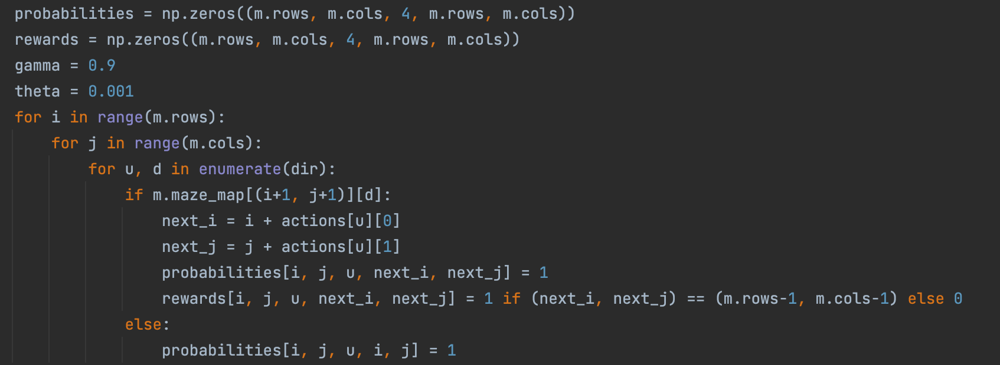 probabilities = np.zeros((m.rows, m.cols, 4, m.rows, m.cols))
rewards = np.zeros((m.rows, m.cols, 4, m.rows, m.cols))
gamma = 0.9
theta = 0.001
for i in range(m.rows):
    for j in range(m.cols):
        for u, d in enumerate(dir):
            if m.maze_map[(i+1, j+1)][d]:
                next_i = i + actions[u][0]
                next_j = j + actions[u][1]
                probabilities[i, j, u, next_i, next_j] = 1
                rewards[i, j, u, next_i, next_j] = 1 if (next_i, next_j) == (m.rows-1, m.cols-1) else 0
            else:
                probabilities[i, j, u, i, j] = 1